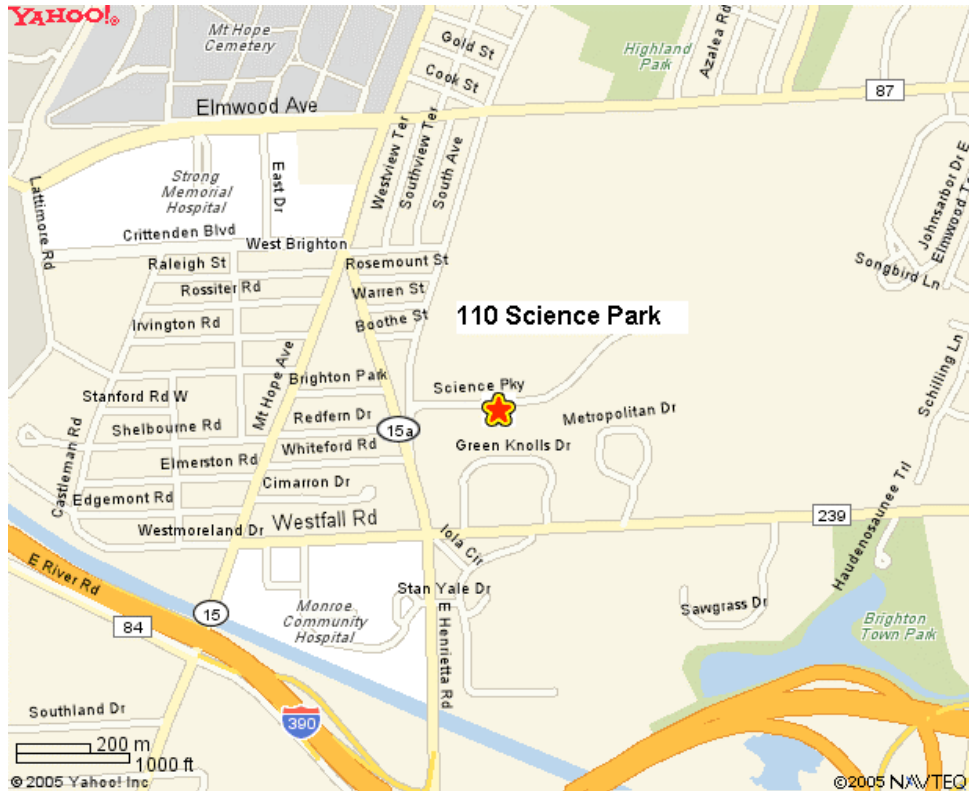 YAHOO!®
Mt Hope
Cemetery
Gold St
Cook St
Highland
Park
Azalea Rd
87
Elmwood Ave
Westview Ter
Southview Ter
South Ave
East Dr
Strong
Memorial
Hospital
Lattimore Rd
Crittenden Blvd
West Brighton
Johnsarbor Dr E
Elmwood Te
Songbird Ln
Raleigh St
Rosemount St
Rossiter Rd
Warren St
Irvington Rd
Boothe St
110 Science Park
Mt Hope Ave
Brighton Park
Science Pky
Schilling Ln
Stanford Rd W
Redfern Dr
Metropolitan Dr
Shelbourne Rd
15a
Whiteford Rd
Green Knolls Dr
Castleman Rd
Elmerston Rd
Cimarron Dr
Edgemont Rd
Westmoreland Dr
Westfall Rd
239
Iola Cir
Haudenosaunee Trl
E River Rd
Stan Yale Dr
E Henrietta Rd
Monroe
Community
Hospital
15
84
Sawgrass Dr
Brighton
Town Park
Southland Dr
390
200 m
1000 ft
© 2005 Yahoo! Inc
©2005 NAVTEQ